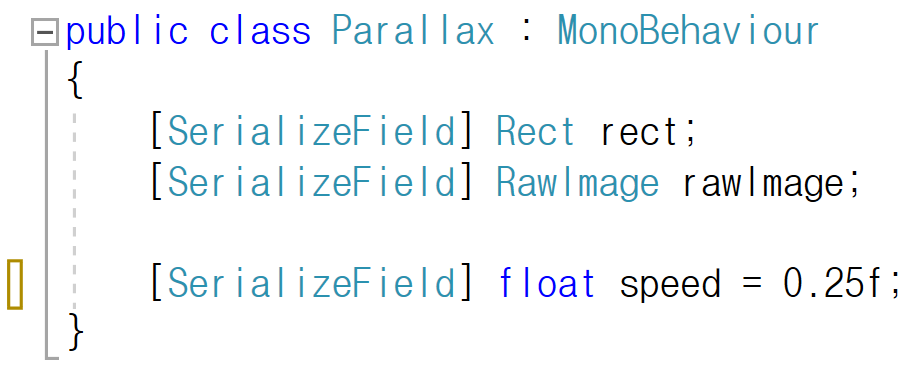 public class Parallax : MonoBehaviour
{
[SerializeField] Rect rect;
[SerializeField] RawImage rawImage;
[SerializeField] float speed = 0.25f;
}